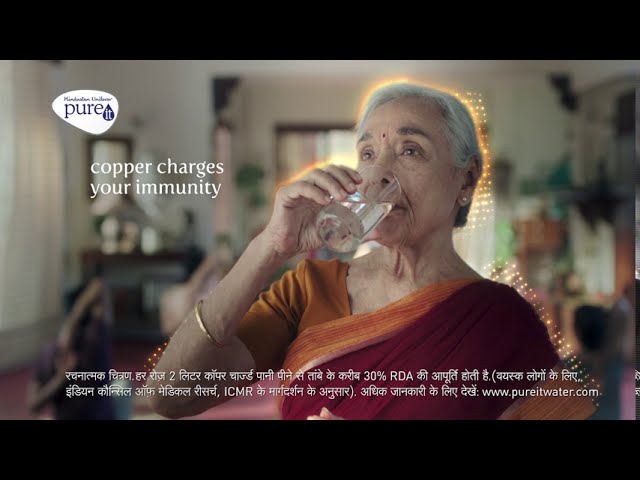 Hindustan Unilever
pureit
copper charges
your immunity
रचनात्मक चित्रण.हर रोज़ 2 लिटर कॉपर चार्ज्ड पानी पीने से तांबे के करीब 30% RDA की आपूर्ति होती है.(वयस्क लोगों के लिए,
इंडियन कौन्सिल ऑफ मेडिकल रीसर्च, ICMR के मार्गदर्शन के अनुसार). अधिक जानकारी के लिए देखें: www.pureitwater.com